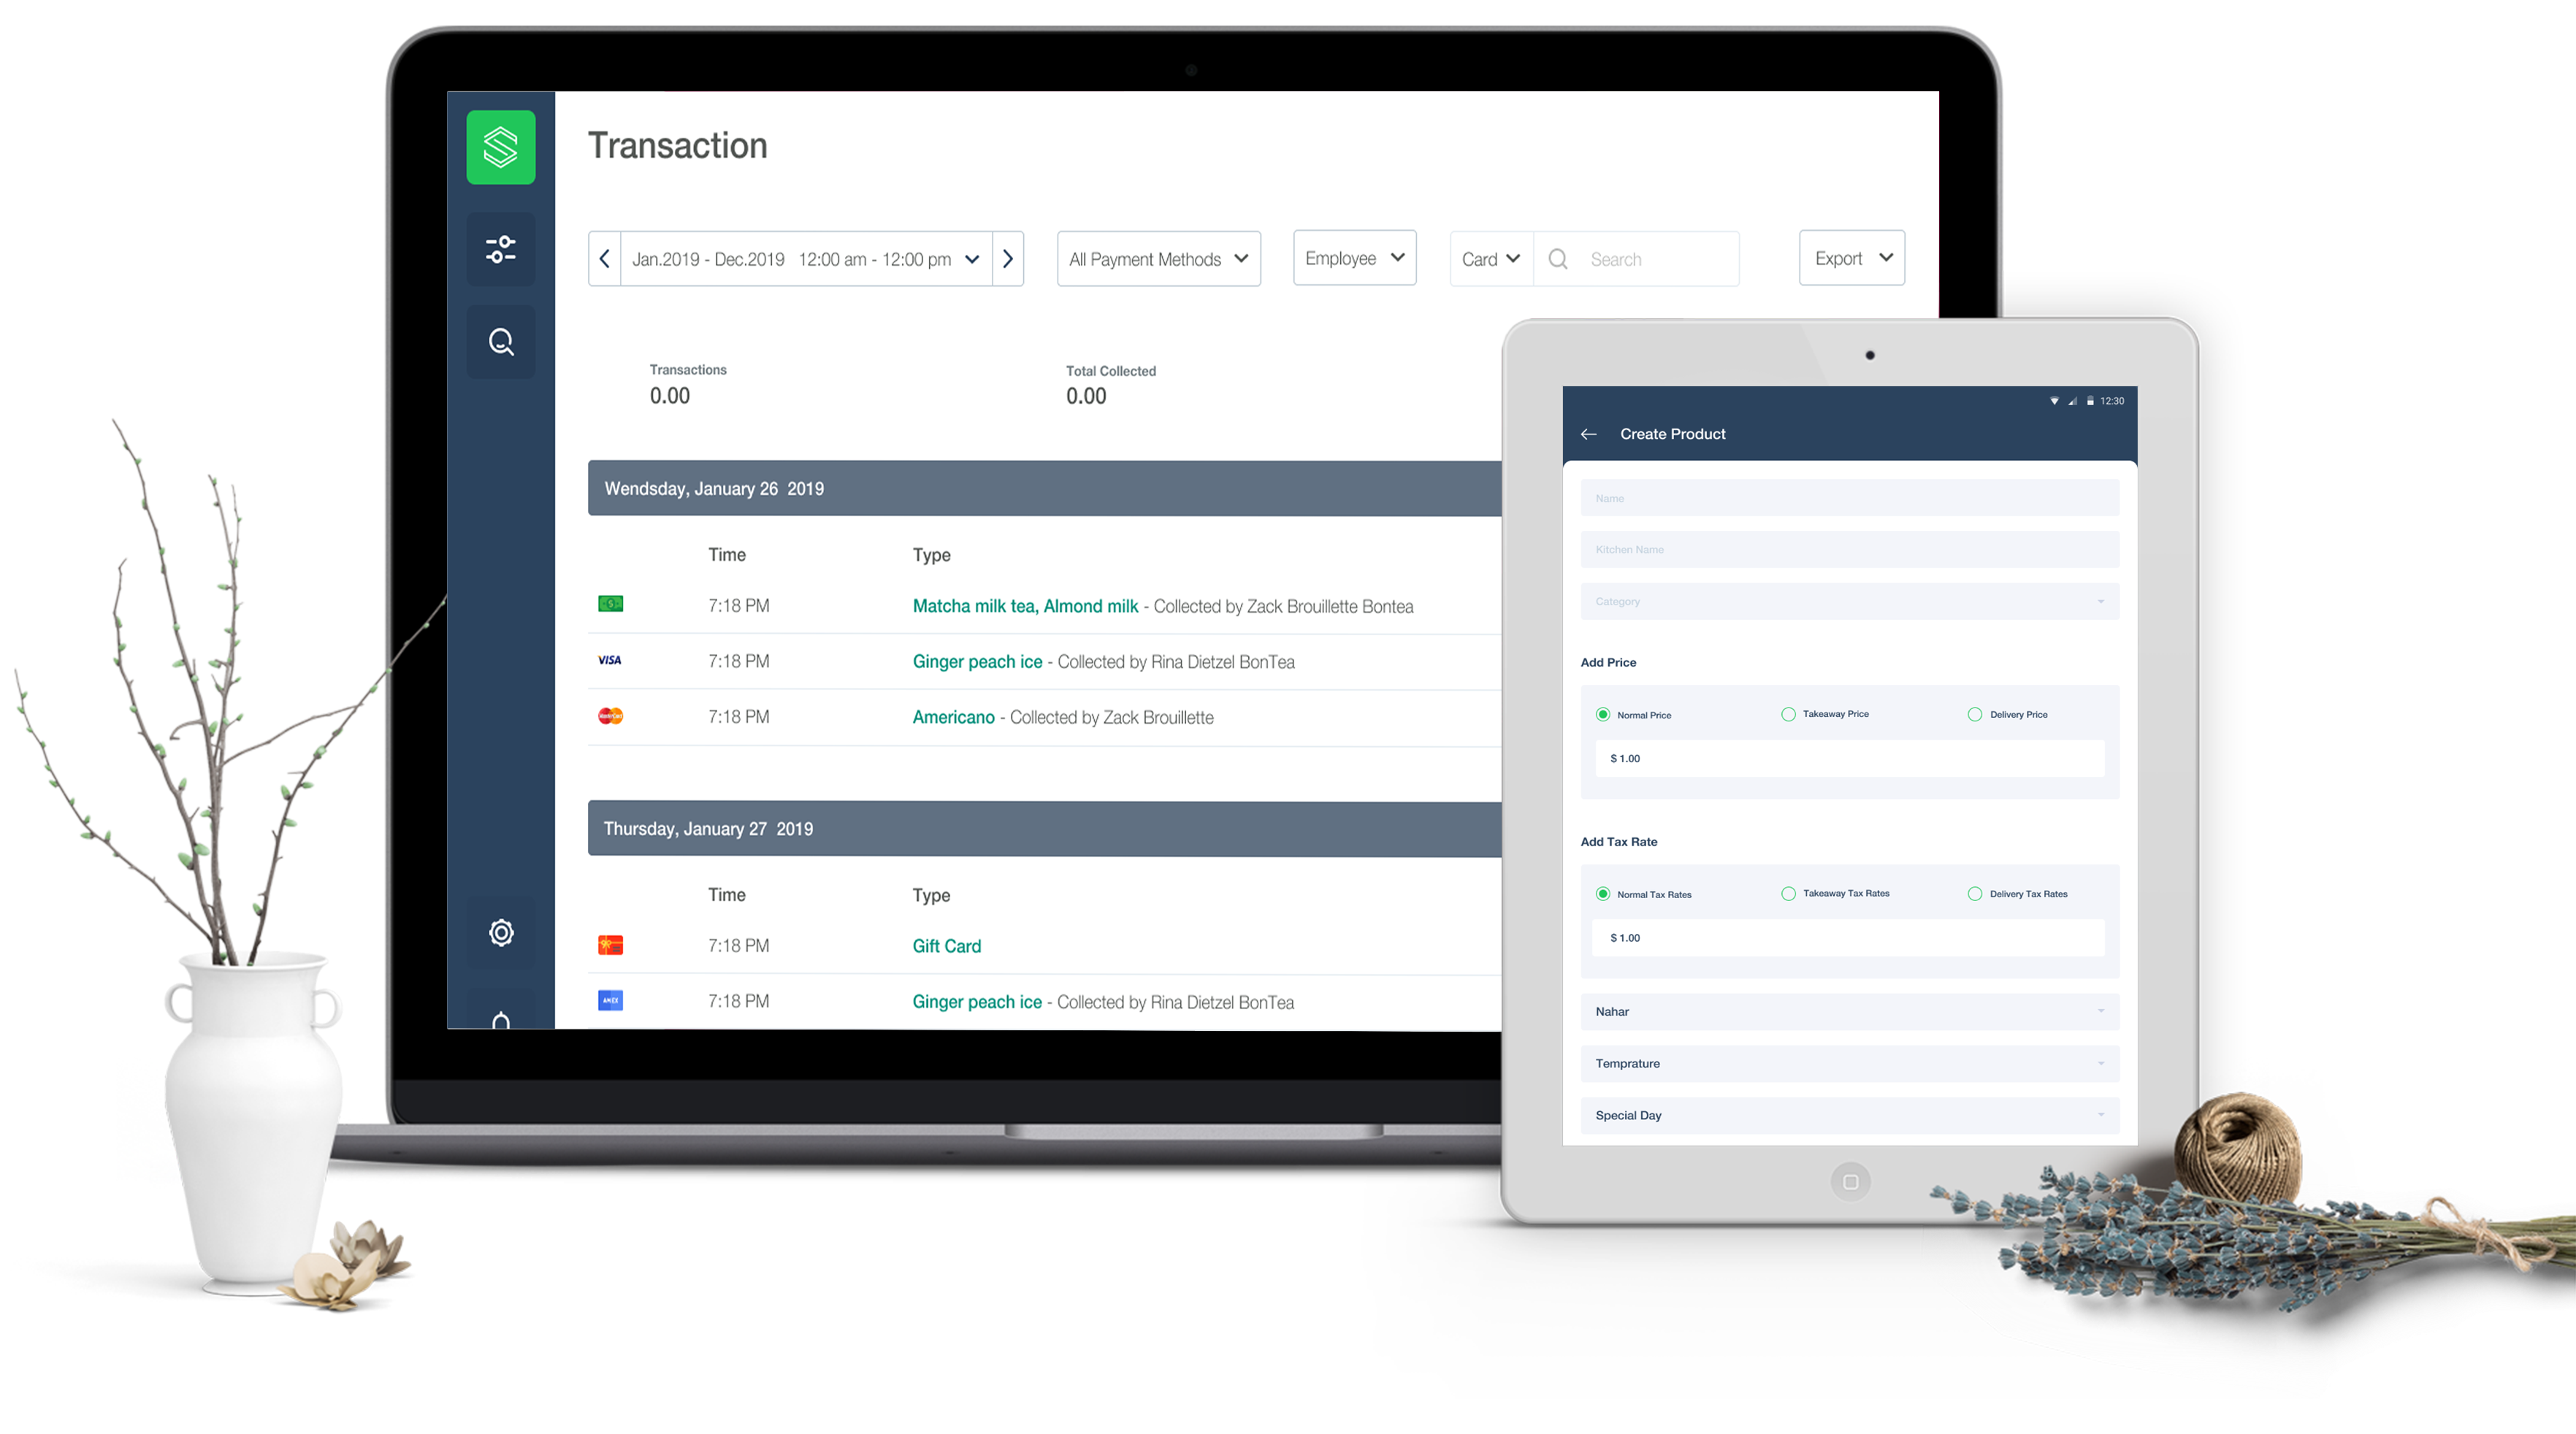 Transaction
Jan.2019 - Dec.2019 12:00 am - 12:00 pm
All Payment Methods
Employee
Card
Search
Export
Transactions
0.00
Total Collected
0.00
Wendsday, January 26 2019
Time Type
7:18 PM Matcha milk tea, Almond milk - Collected by Zack Brouillette Bontea
VISA 7:18 PM Ginger peach ice - Collected by Rina Dietzel BonTea
MasterCard 7:18 PM Americano - Collected by Zack Brouillette
Thursday, January 27 2019
Time Type
7:18 PM Gift Card
AMEX 7:18 PM Ginger peach ice - Collected by Rina Dietzel BonTea
12:30
Create Product
Name
Kitchen Name
Category
Add Price
Normal Price Takeaway Price Delivery Price
$ 1.00
Add Tax Rate
Normal Tax Rates Takeaway Tax Rates Delivery Tax Rates
$ 1.00
Nahar
Temprature
Special Day